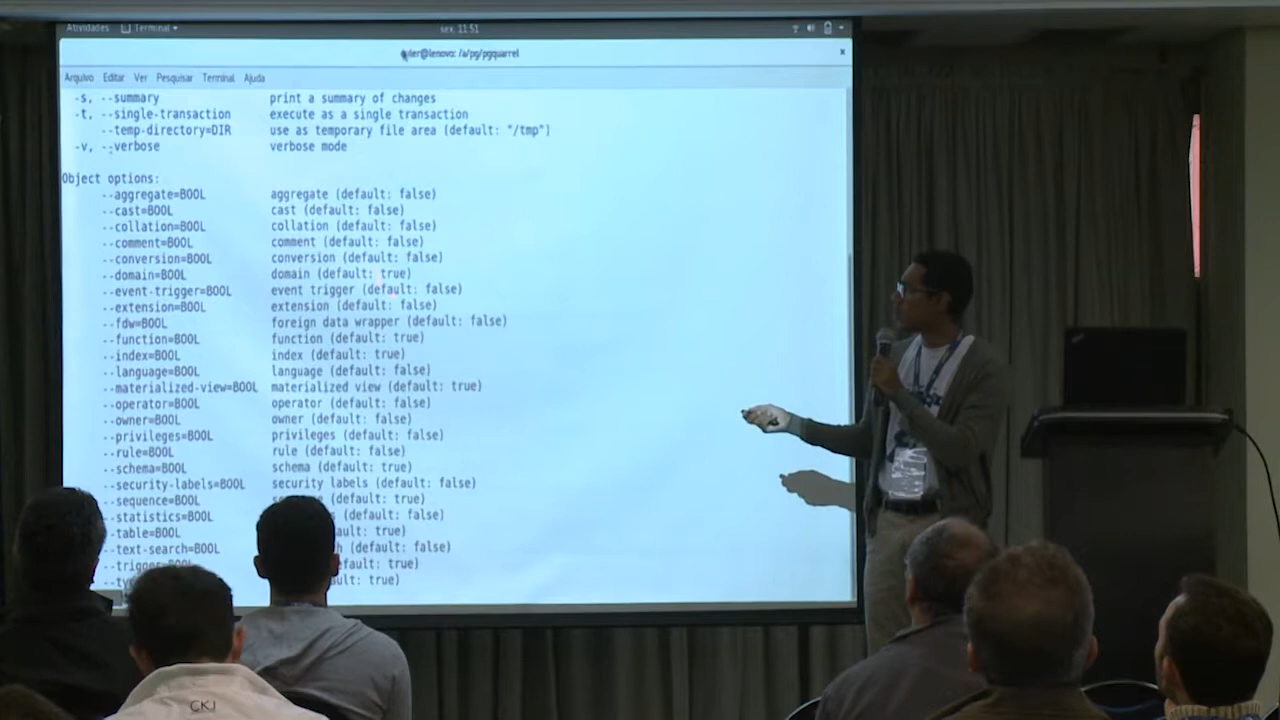 Atividades Terminal sex, 11:51
@lenovo: /a/pg/pgquarrel
Arquivo Editar Ver Pesquisar Terminal Ajuda
-s, --summary print a summary of changes
-t, --single-transaction execute as a single transaction
--temp-directory=DIR use as temporary file area (default: "/tmp")
-v, --verbose verbose mode
Object options:
--aggregate=BOOL aggregate (default: false)
--cast=BOOL cast (default: false)
--collation=BOOL collation (default: false)
--comment=BOOL comment (default: false)
--conversion=BOOL conversion (default: false)
--domain=BOOL domain (default: true)
--event-trigger=BOOL event trigger (default: false)
--extension=BOOL extension (default: false)
--fdw=BOOL foreign data wrapper (default: false)
--function=BOOL function (default: true)
--index=BOOL index (default: true)
--language=BOOL language (default: false)
--materialized-view=BOOL materialized view (default: true)
--operator=BOOL operator (default: false)
--owner=BOOL owner (default: false)
--privileges=BOOL privileges (default: false)
--rule=BOOL rule (default: false)
--schema=BOOL schema (default: true)
--security-labels=BOOL security labels (default: false)
--sequence=BOOL (default: true)
--statistics=BOOL (default: false)
--table=BOOL true)
--text-search=BOOL (default: false)
--trigger=BOOL true)
true)
CKJ